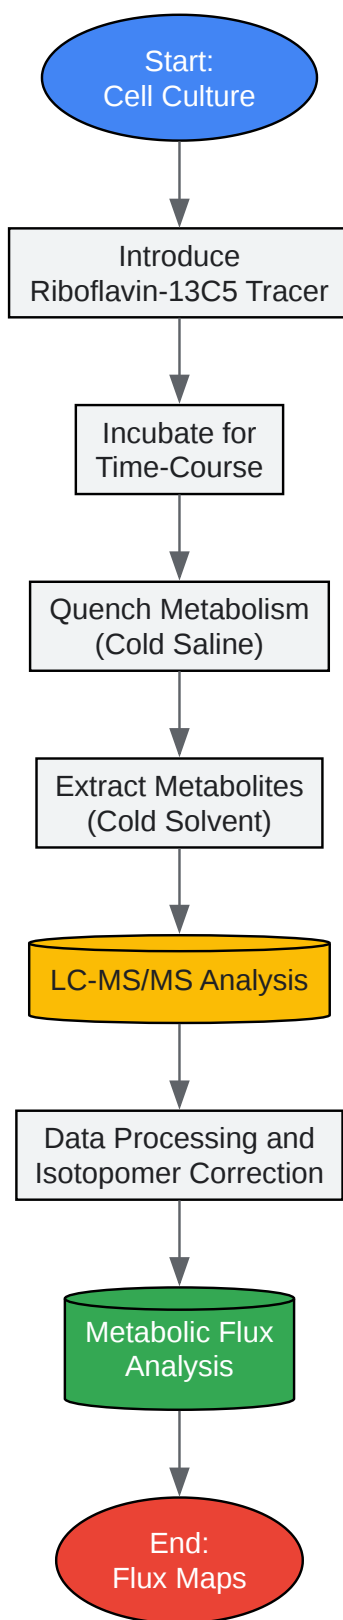 Start:
Cell Culture
Introduce
Riboflavin-13C5 Tracer
Incubate for
Time-Course
Quench Metabolism
(Cold Saline)
Extract Metabolites
(Cold Solvent)
LC-MS/MS Analysis
Data Processing and
Isotopomer Correction
Metabolic Flux
Analysis
End:
Flux Maps